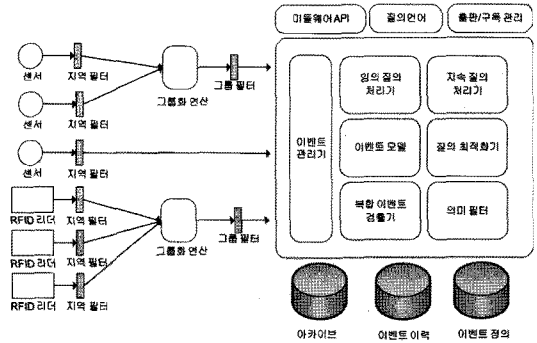 미들웨어 API
질의언어
출판/구독 관리
센서
지역 필터
센서
지역 필터
그룹화 연산
그룹 필터
센서
지역 필터
RFID 리더
지역 필터
RFID 리더
지역 필터
RFID 리더
지역 필터
그룹화 연산
그룹 필터
이벤트
관리기
임의 질의
처리기
지속 질의
처리기
이벤트 모델
질의 최적화기
복합 이벤트
검출기
의미 필터
아카이브
이벤트 이력
이벤트 정의